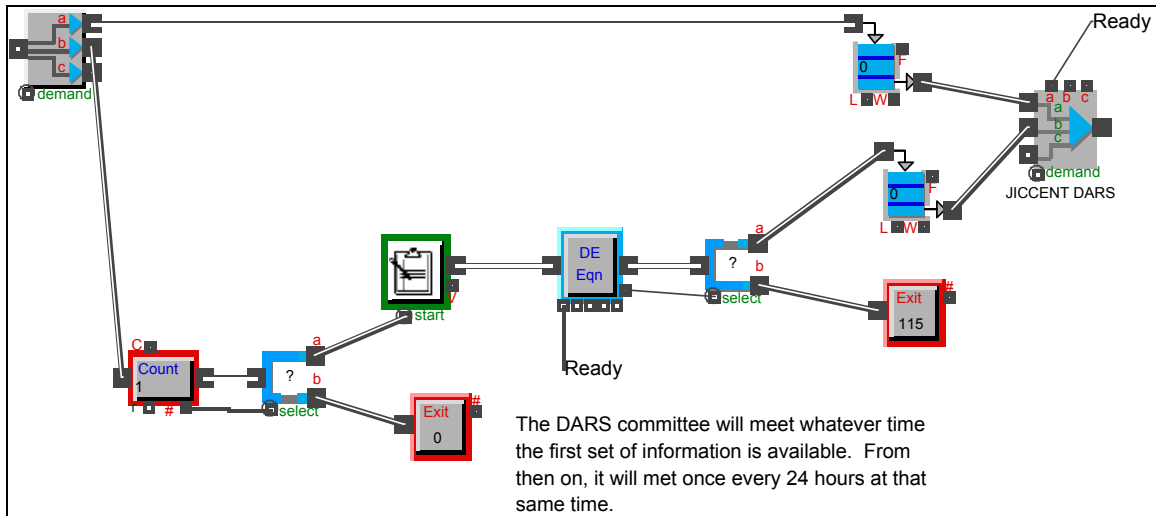 a
b
c
demand
0
F
L W
Ready
a b c
a
b
c
demand
JICCENT DARS
0
F
L W
V
start
DE
Eqn
Ready
a
?
b
select
#
Exit
115
C
Count
1
r #
a
?
b
select
#
Exit
0
The DARS committee will meet whatever time
the first set of information is available. From
then on, it will met once every 24 hours at that
same time.